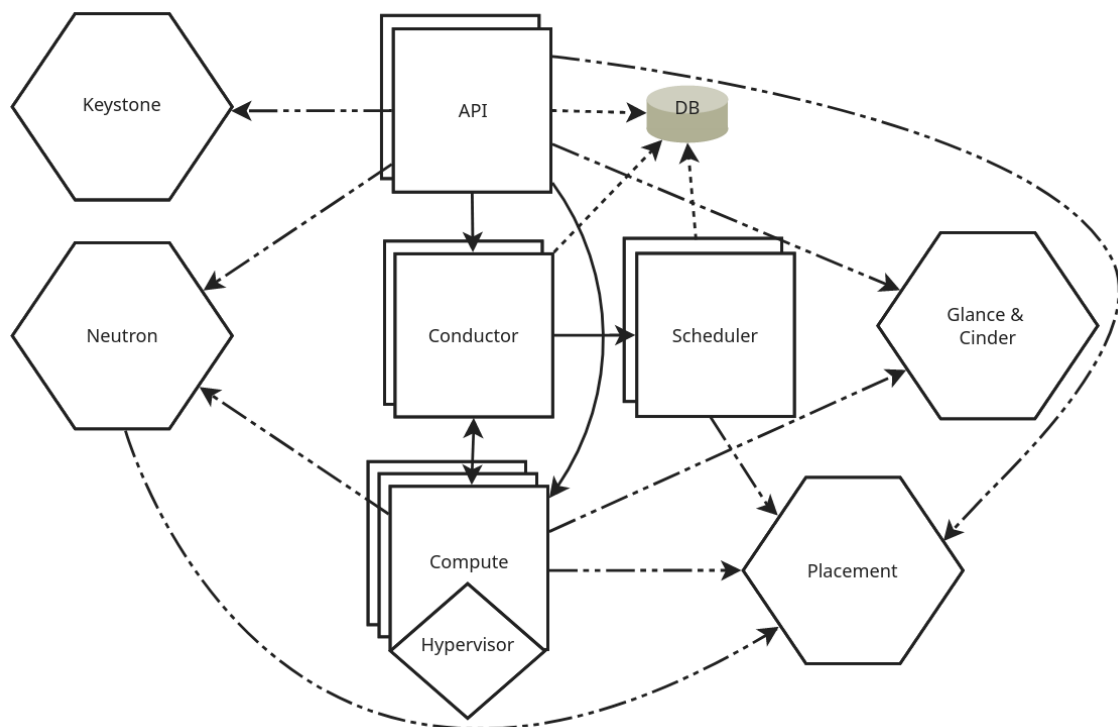 Keystone
API
DB
Neutron
Conductor
Scheduler
Glance &
Cinder
Compute
Hypervisor
Placement